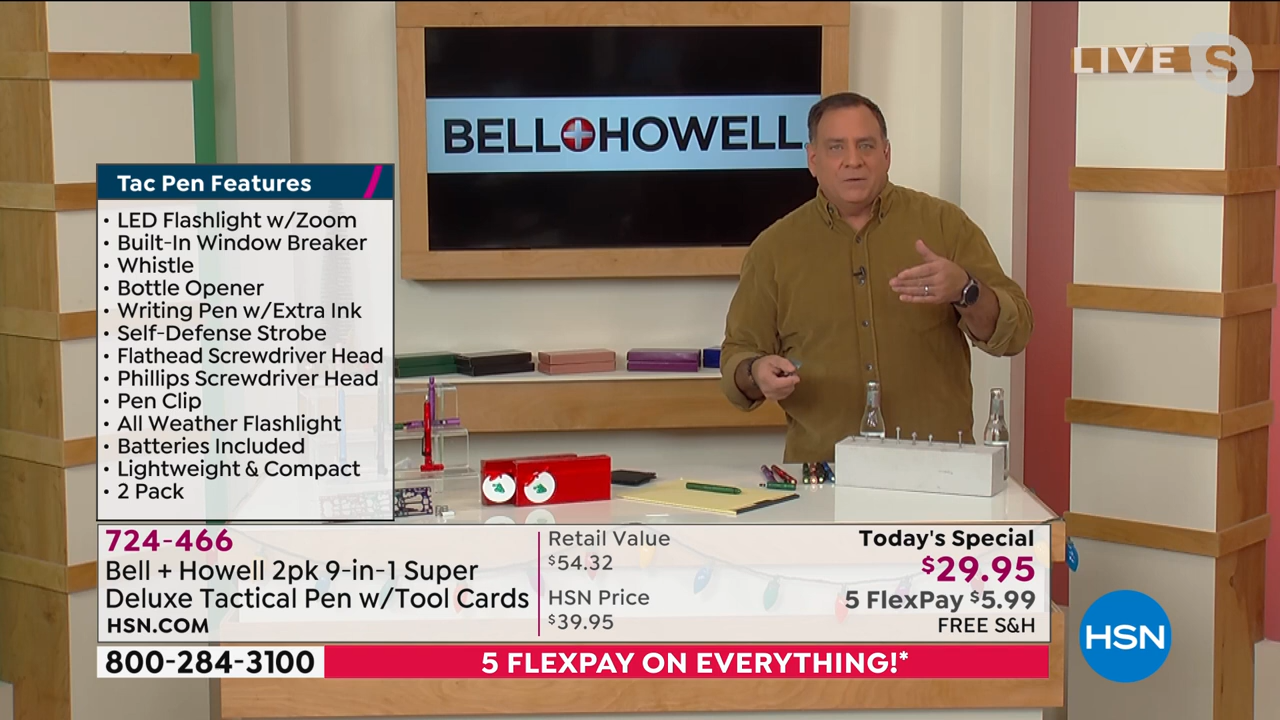 LIVE S
BELL+HOWELL
Tac Pen Features
• LED Flashlight w/Zoom
• Built-In Window Breaker
• Whistle
• Bottle Opener
• Writing Pen w/Extra Ink
• Self-Defense Strobe
• Flathead Screwdriver Head
• Phillips Screwdriver Head
• Pen Clip
• All Weather Flashlight
• Batteries Included
• Lightweight & Compact
• 2 Pack
724-466
Bell + Howell 2pk 9-in-1 Super
Deluxe Tactical Pen w/Tool Cards
HSN.COM
Retail Value
$54.32
HSN Price
$39.95
Today's Special
$29.95
5 FlexPay $5.99
FREE S&H
HSN
800-284-3100
5 FLEXPAY ON EVERYTHING!*